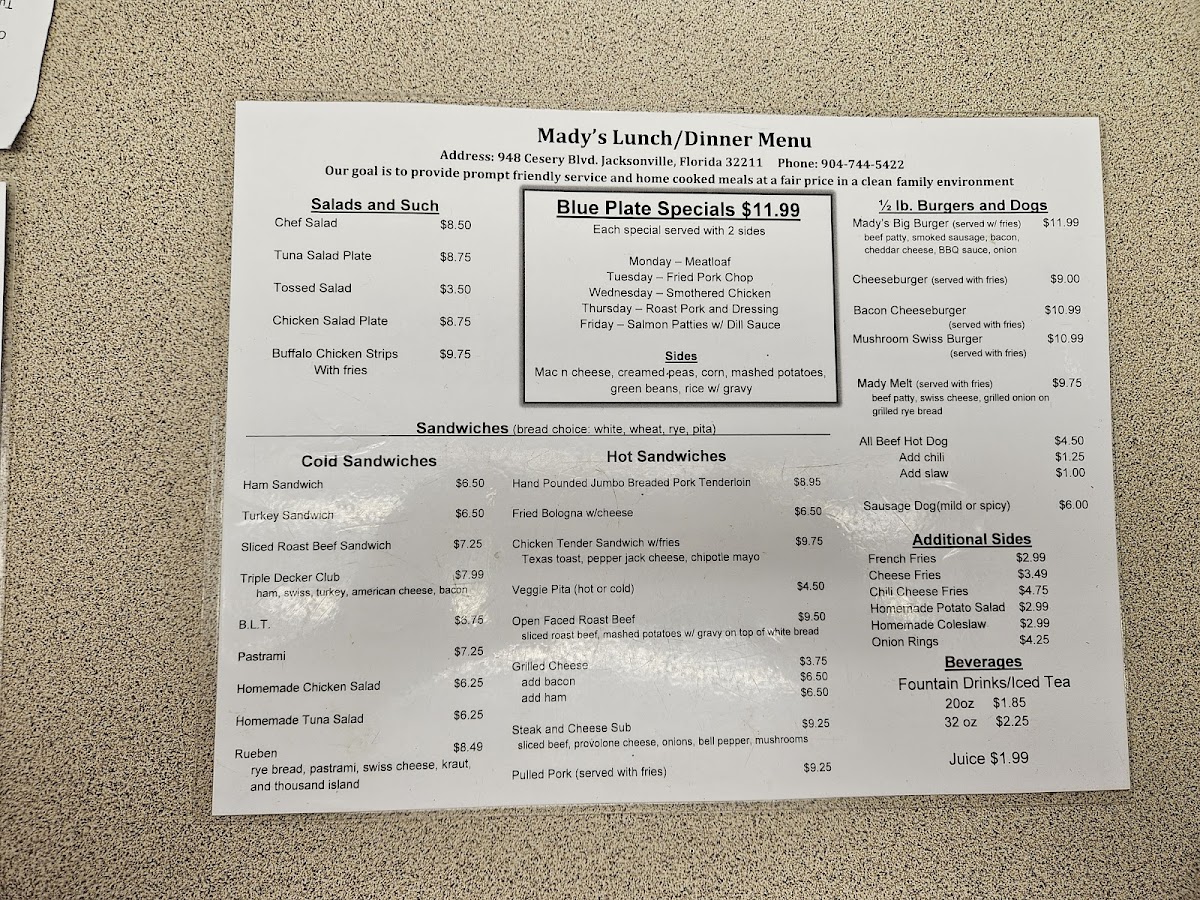 Mady's Lunch/Dinner Menu
Address: 948 Cesery Blvd. Jacksonville, Florida 32211 Phone: 904-744-5422
Our goal is to provide prompt friendly service and home cooked meals at a fair price in a clean family environment
Salads and Such
Chef Salad $8.50
Tuna Salad Plate $8.75
Tossed Salad $3.50
Chicken Salad Plate $8.75
Buffalo Chicken Strips $9.75
With fries
Blue Plate Specials $11.99
Each special served with 2 sides
Monday – Meatloaf
Tuesday – Fried Pork Chop
Wednesday – Smothered Chicken
Thursday – Roast Pork and Dressing
Friday – Salmon Patties w/ Dill Sauce
Sides
Mac n cheese, creamed peas, corn, mashed potatoes,
green beans, rice w/ gravy
½ lb. Burgers and Dogs
Mady's Big Burger (served w/ fries) $11.99
beef patty, smoked sausage, bacon,
cheddar cheese, BBQ sauce, onion
Cheeseburger (served with fries) $9.00
Bacon Cheeseburger $10.99
(served with fries)
Mushroom Swiss Burger $10.99
(served with fries)
Mady Melt (served with fries) $9.75
beef patty, swiss cheese, grilled onion on
grilled rye bread
All Beef Hot Dog $4.50
Add chili $1.25
Add slaw $1.00
Sausage Dog(mild or spicy) $6.00
Sandwiches (bread choice: white, wheat, rye, pita)
Cold Sandwiches
Ham Sandwich $6.50
Turkey Sandwich $6.50
Sliced Roast Beef Sandwich $7.25
Triple Decker Club $7.99
ham, swiss, turkey, american cheese, bacon
B.L.T. $3.75
Pastrami $7.25
Homemade Chicken Salad $6.25
Homemade Tuna Salad $6.25
Rueben $8.49
rye bread, pastrami, swiss cheese, kraut,
and thousand island
Hot Sandwiches
Hand Pounded Jumbo Breaded Pork Tenderloin $8.95
Fried Bologna w/cheese $6.50
Chicken Tender Sandwich w/fries $9.75
Texas toast, pepper jack cheese, chipotle mayo
Veggie Pita (hot or cold) $4.50
Open Faced Roast Beef $9.50
sliced roast beef, mashed potatoes w/ gravy on top of white bread
Grilled Cheese $3.75
add bacon $6.50
add ham $6.50
Steak and Cheese Sub $9.25
sliced beef, provolone cheese, onions, bell pepper, mushrooms
Pulled Pork (served with fries) $9.25
Additional Sides
French Fries $2.99
Cheese Fries $3.49
Chili Cheese Fries $4.75
Homemade Potato Salad $2.99
Homemade Coleslaw $2.99
Onion Rings $4.25
Beverages
Fountain Drinks/Iced Tea
20oz $1.85
32 oz $2.25
Juice $1.99